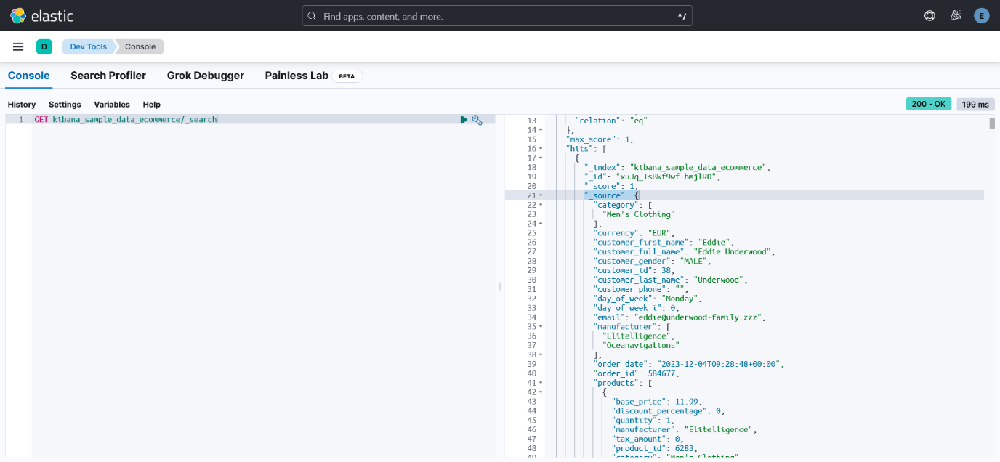 elastic
Find apps, content, and more.
^/
E
D
Dev Tools
Console
Console
Search Profiler
Grok Debugger
Painless Lab
BETA
History
Settings
Variables
Help
200 - OK
199 ms
1 GET kibana_sample_data_ecommerce/_search
13 "relation": "eq"
14 },
15 "max_score": 1,
16 "hits": [
17 {
18 "_index": "kibana_sample_data_ecommerce",
19 "_id": "xuJq_IsBWf9wf-bmjlRD",
20 "_score": 1,
21 "_source": {
22 "category": [
23 "Men's Clothing"
24 ],
25 "currency": "EUR",
26 "customer_first_name": "Eddie",
27 "customer_full_name": "Eddie Underwood",
28 "customer_gender": "MALE",
29 "customer_id": 38,
30 "customer_last_name": "Underwood",
31 "customer_phone": "",
32 "day_of_week": "Monday",
33 "day_of_week_i": 0,
34 "email": "eddie@underwood-family.zzz",
35 "manufacturer": [
36 "Elitelligence",
37 "Oceanavigations"
38 ],
39 "order_date": "2023-12-04T09:28:48+00:00",
40 "order_id": 584677,
41 "products": [
42 {
43 "base_price": 11.99,
44 "discount_percentage": 0,
45 "quantity": 1,
46 "manufacturer": "Elitelligence",
47 "tax_amount": 0,
48 "product_id": 6283,
49 "category": "Men's Clothing"